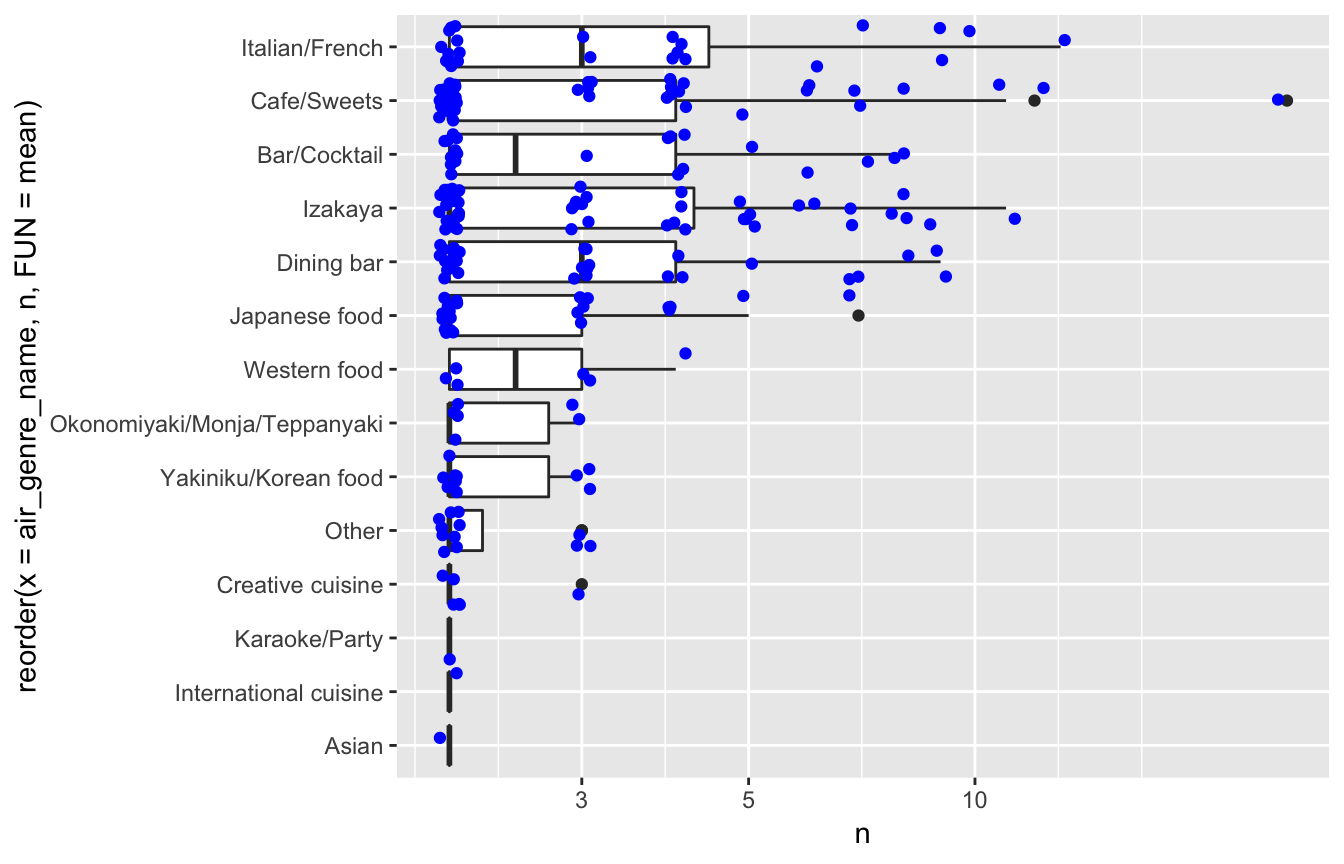 reorder(x = air_genre_name, n, FUN = mean)
Italian/French
Cafe/Sweets
Bar/Cocktail
Izakaya
Dining bar
Japanese food
Western food
Okonomiyaki/Monja/Teppanyaki
Yakiniku/Korean food
Other
Creative cuisine
Karaoke/Party
International cuisine
Asian
3 5 10
n